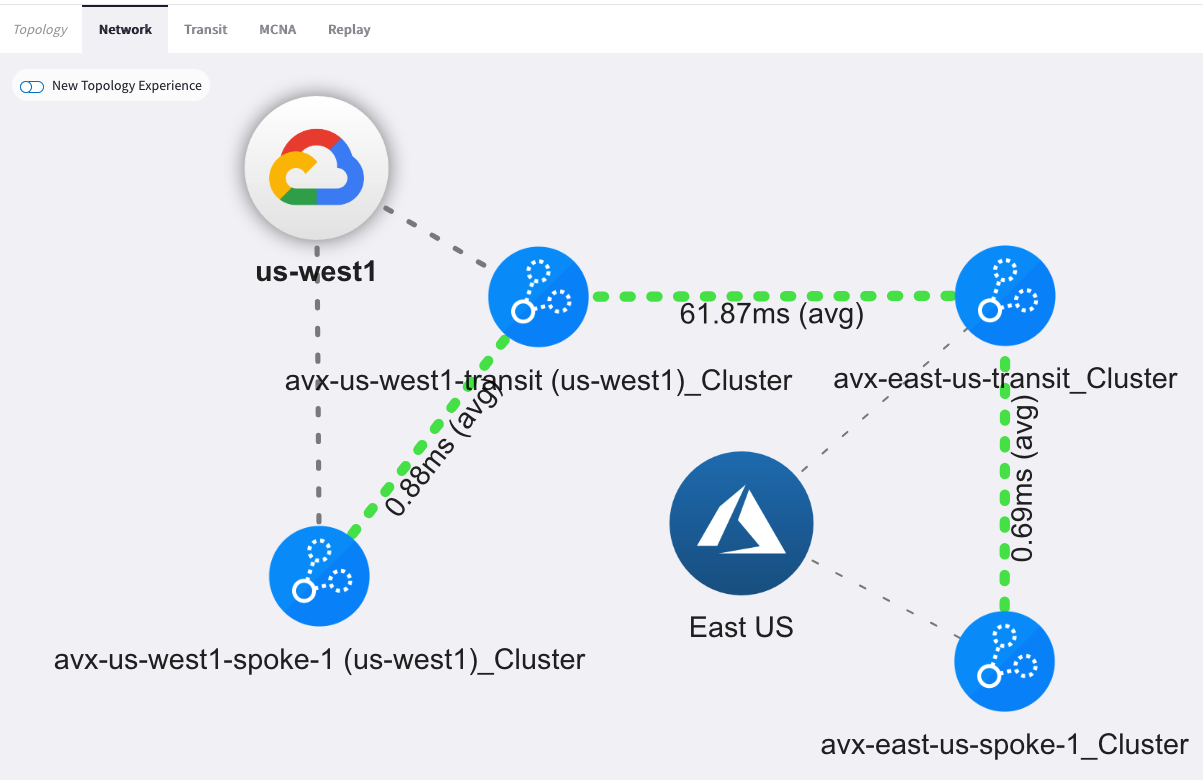 Topology Network Transit MCNA Replay
New Topology Experience
us-west1
61.87ms (avg)
avx-us-west1-transit (us-west1)_Cluster
avx-east-us-transit_Cluster
0.88ms (avg)
0.69ms (avg)
East US
avx-us-west1-spoke-1 (us-west1)_Cluster
avx-east-us-spoke-1_Cluster